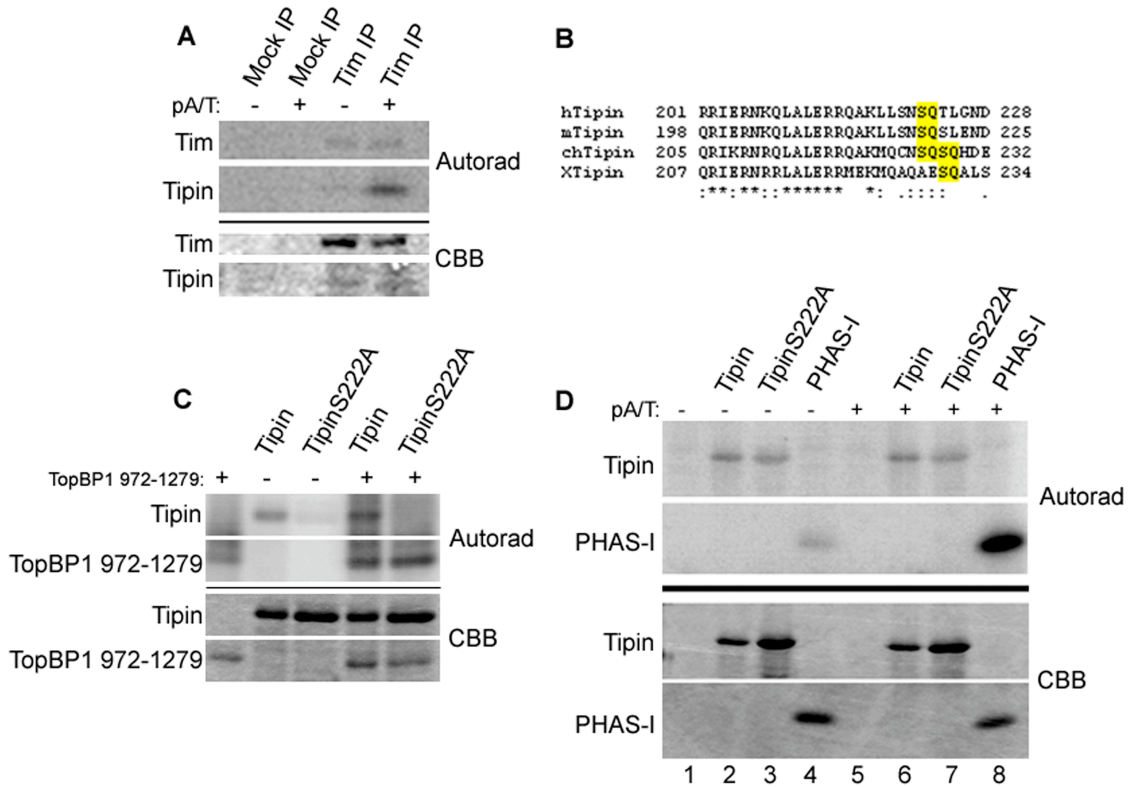 A
Mock IP Mock IP Tim IP Tim IP
pA/T: - + - +
Tim
Tipin
Autorad
Tim
Tipin
CBB
B
hTipin 201 RRIERNKQLALERRQAKLLSNSQTLGND 228
mTipin 198 QRIERNKQLALERRQAKLLSNSQSLEND 225
chTipin 205 QRIKRNRQLALERRQAKMQCNSQSQHDE 232
XTipin 207 QRIENRRLALERRMEKMQAQAESQALS 234
:**:**::******  *: .::::   .
C
Tipin TipinS222A Tipin TipinS222A
TopBP1 972-1279: + - - + +
Tipin
TopBP1 972-1279
Autorad
Tipin
TopBP1 972-1279
CBB
D
Tipin TipinS222A PHAS-I Tipin TipinS222A PHAS-I
pA/T: - - - - + + + +
Tipin
PHAS-I
Autorad
Tipin
PHAS-I
CBB
1 2 3 4 5 6 7 8